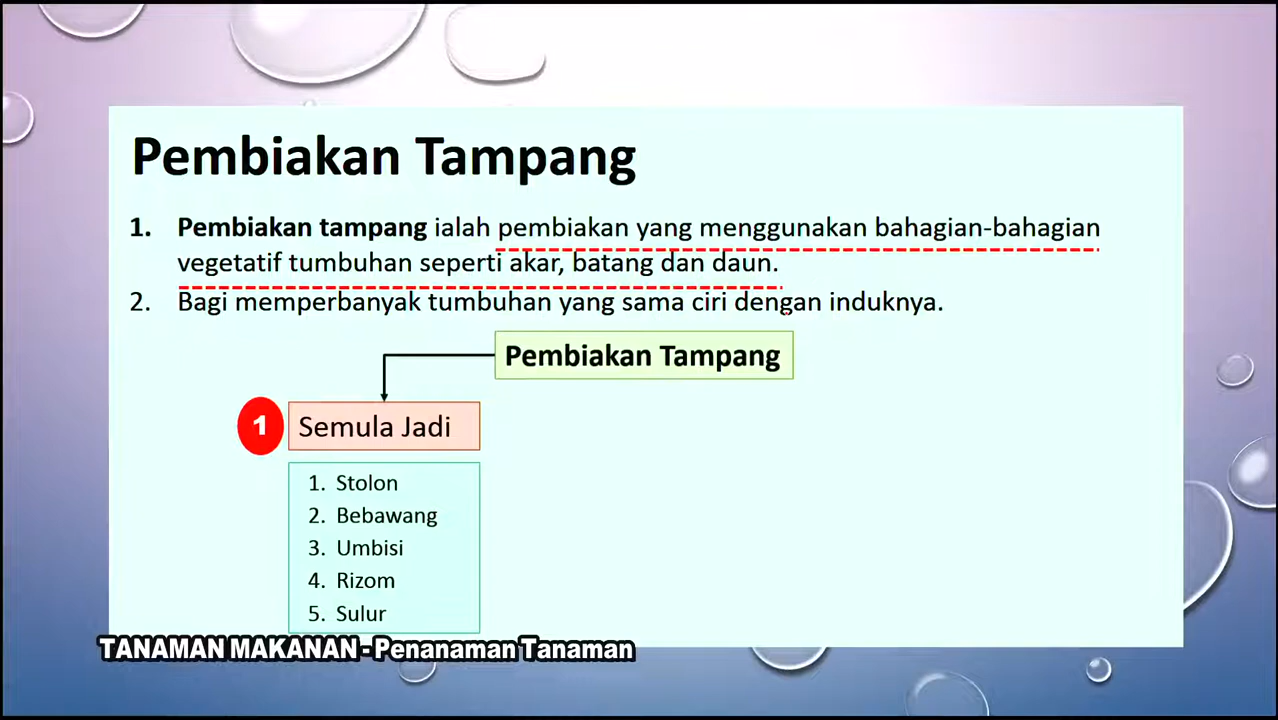 Pembiakan Tampang
1. Pembiakan tampang ialah pembiakan yang menggunakan bahagian-bahagian
vegetatif tumbuhan seperti akar, batang dan daun.
2. Bagi memperbanyak tumbuhan yang sama ciri dengan induknya.
Pembiakan Tampang
1 Semula Jadi
1. Stolon
2. Bebawang
3. Umbisi
4. Rizom
5. Sulur
TANAMAN MAKANAN - Penanaman Tanaman